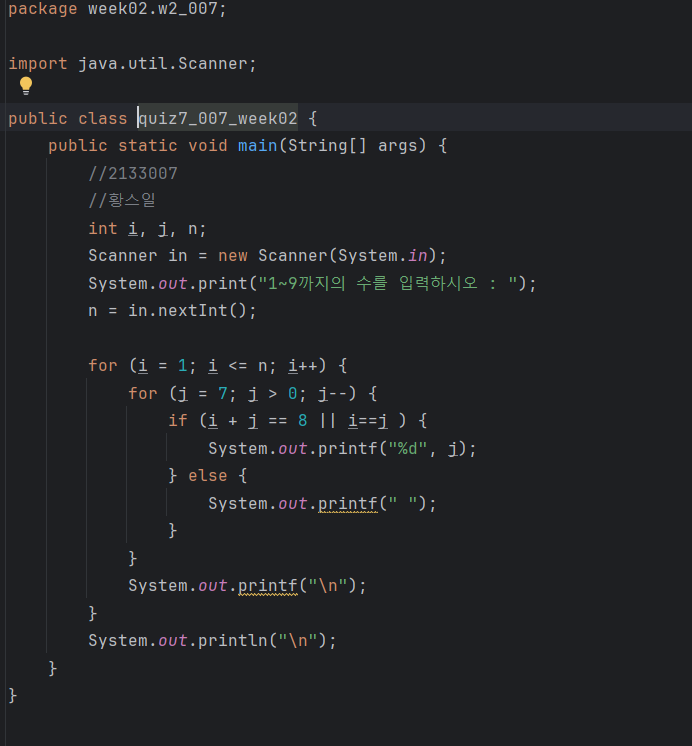 package week02.w2_007;
import java.util.Scanner;
public class quiz7_007_week02 {
public static void main(String[] args) {
//2133007
//황스일
int i, j, n;
Scanner in = new Scanner(System.in);
System.out.print("1~9까지의 수를 입력하시오 : ");
n = in.nextInt();
for (i = 1; i <= n; i++) {
for (j = 7; j > 0; j--) {
if (i + j == 8 || i==j ) {
System.out.printf("%d", j);
} else {
System.out.printf(" ");
}
}
System.out.printf("\n");
}
System.out.println("\n");
}
}